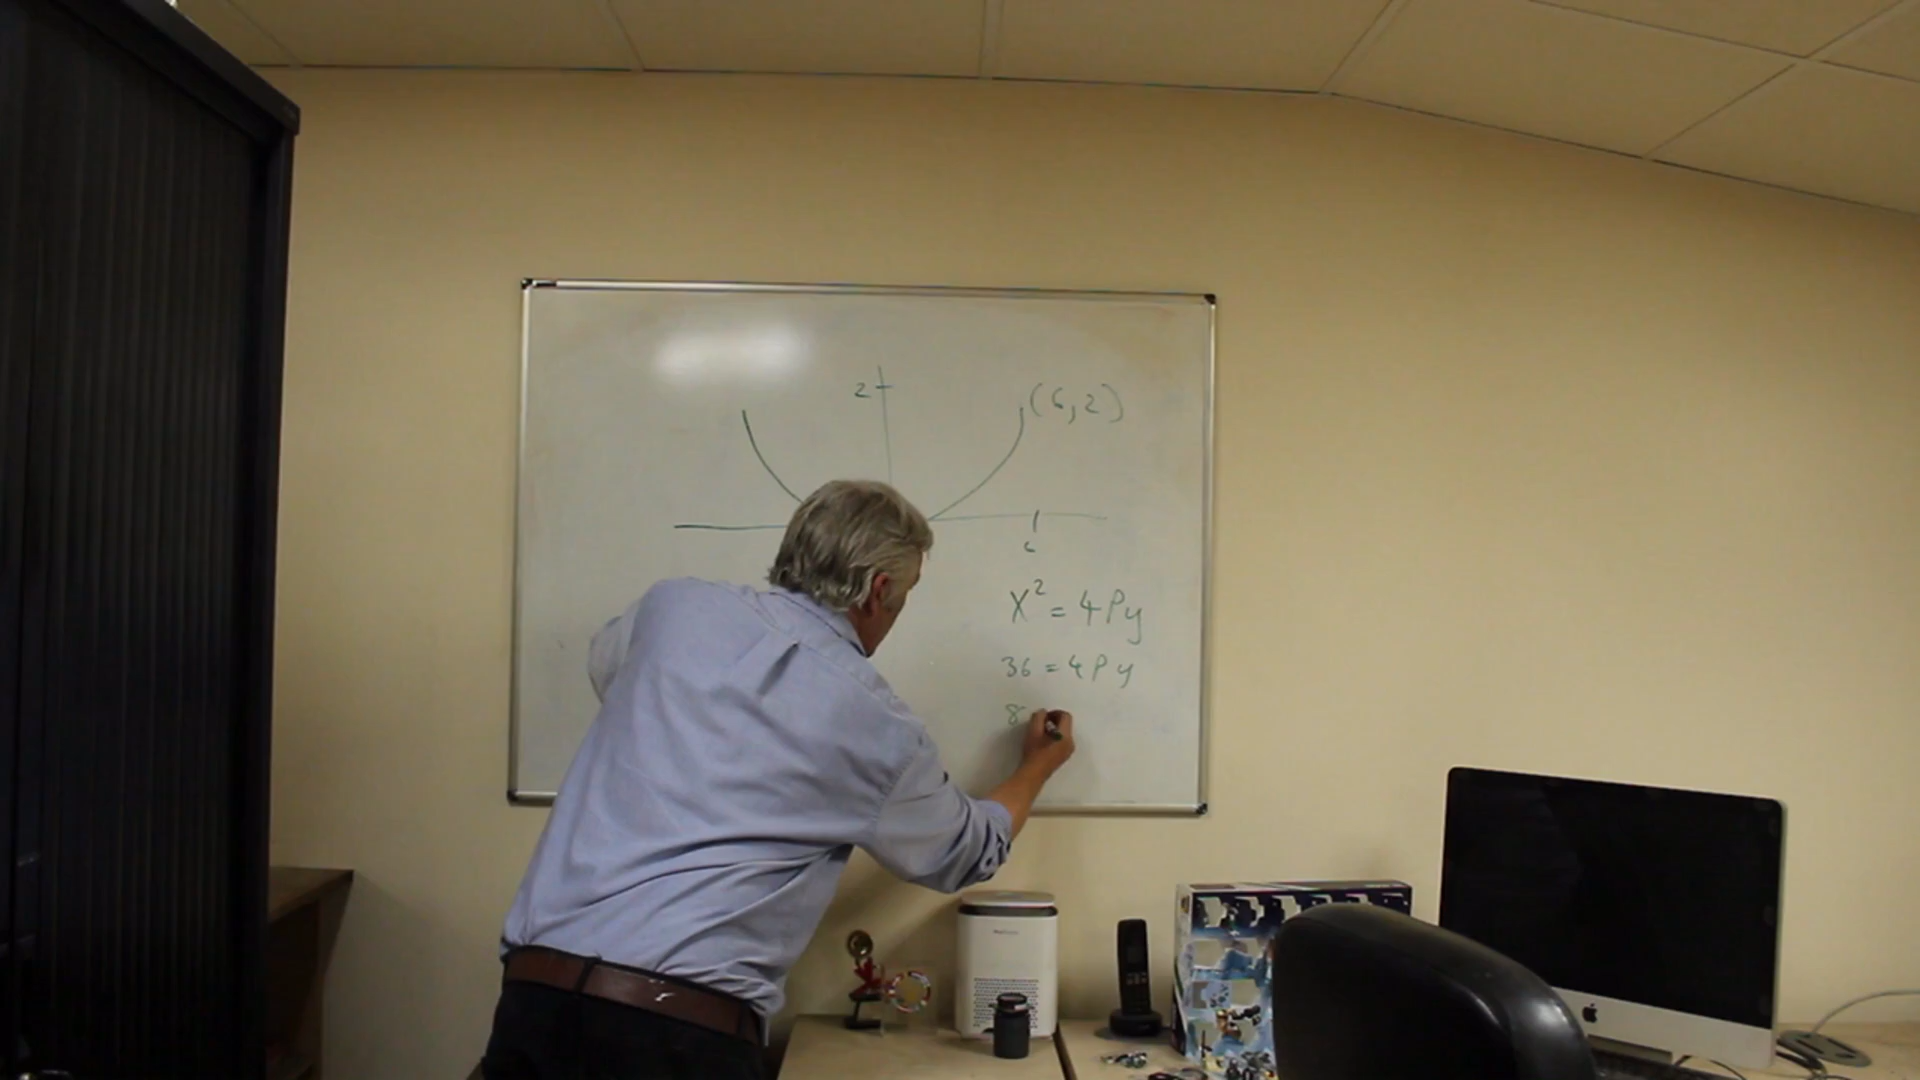 2
(6,2)
6
X² = 4Py
36 = 4Py
8